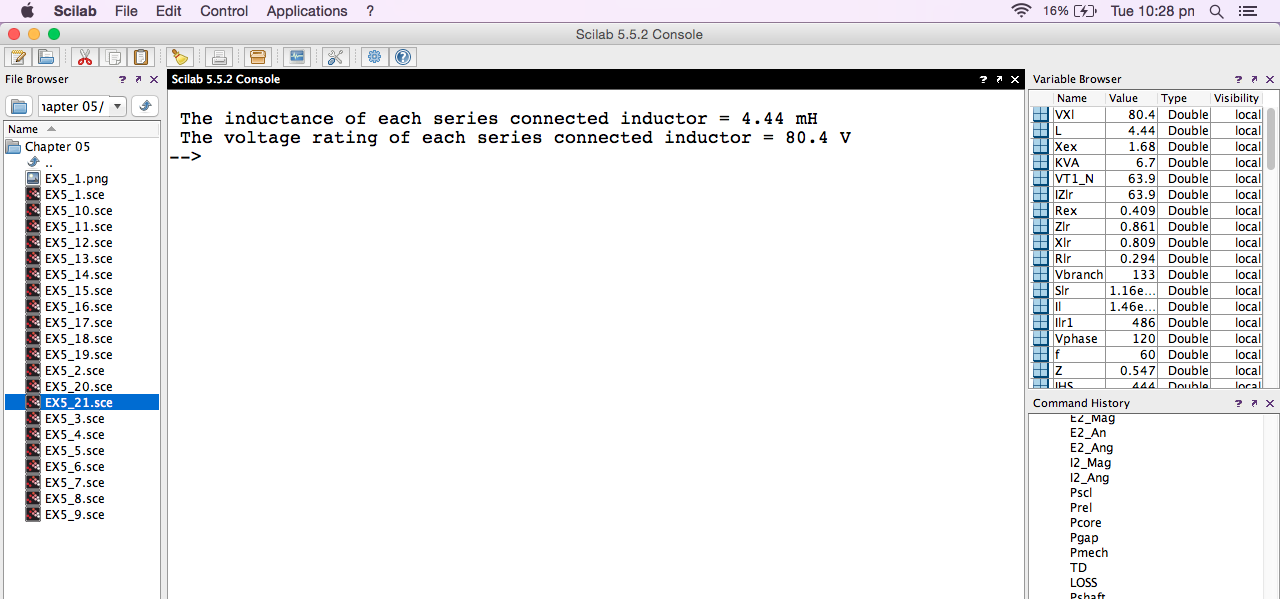 Scilab File Edit Control Applications ? 16% Tue 10:28 pn
Scilab 5.5.2 Console
File Browser ? Scilab 5.5.2 Console ? Variable Browser ?
hapter 05/
Name
Chapter 05
..
EX5_1.png
EX5_1.sce
EX5_10.sce
EX5_11.sce
EX5_12.sce
EX5_13.sce
EX5_14.sce
EX5_15.sce
EX5_16.sce
EX5_17.sce
EX5_18.sce
EX5_19.sce
EX5_2.sce
EX5_20.sce
EX5_21.sce
EX5_3.sce
EX5_4.sce
EX5_5.sce
EX5_6.sce
EX5_7.sce
EX5_8.sce
EX5_9.sce
The inductance of each series connected inductor = 4.44 mH
The voltage rating of each series connected inductor = 80.4 V
-->
Name Value Type Visibility
VXl 80.4 Double local
L 4.44 Double local
Xex 1.68 Double local
KVA 6.7 Double local
VT1_N 63.9 Double local
IZlr 63.9 Double local
Rex 0.409 Double local
Zlr 0.861 Double local
Xlr 0.809 Double local
Rlr 0.294 Double local
Vbranch 133 Double local
Slr 1.16e... Double local
Il 1.46e... Double local
Ilr1 486 Double local
Vphase 120 Double local
f 60 Double local
Z 0.547 Double local
IHS 444 Double local
Command History ?
E2_Mag
E2_An
E2_Ang
I2_Mag
I2_Ang
Pscl
Prel
Pcore
Pgap
Pmech
TD
LOSS
Pshaft